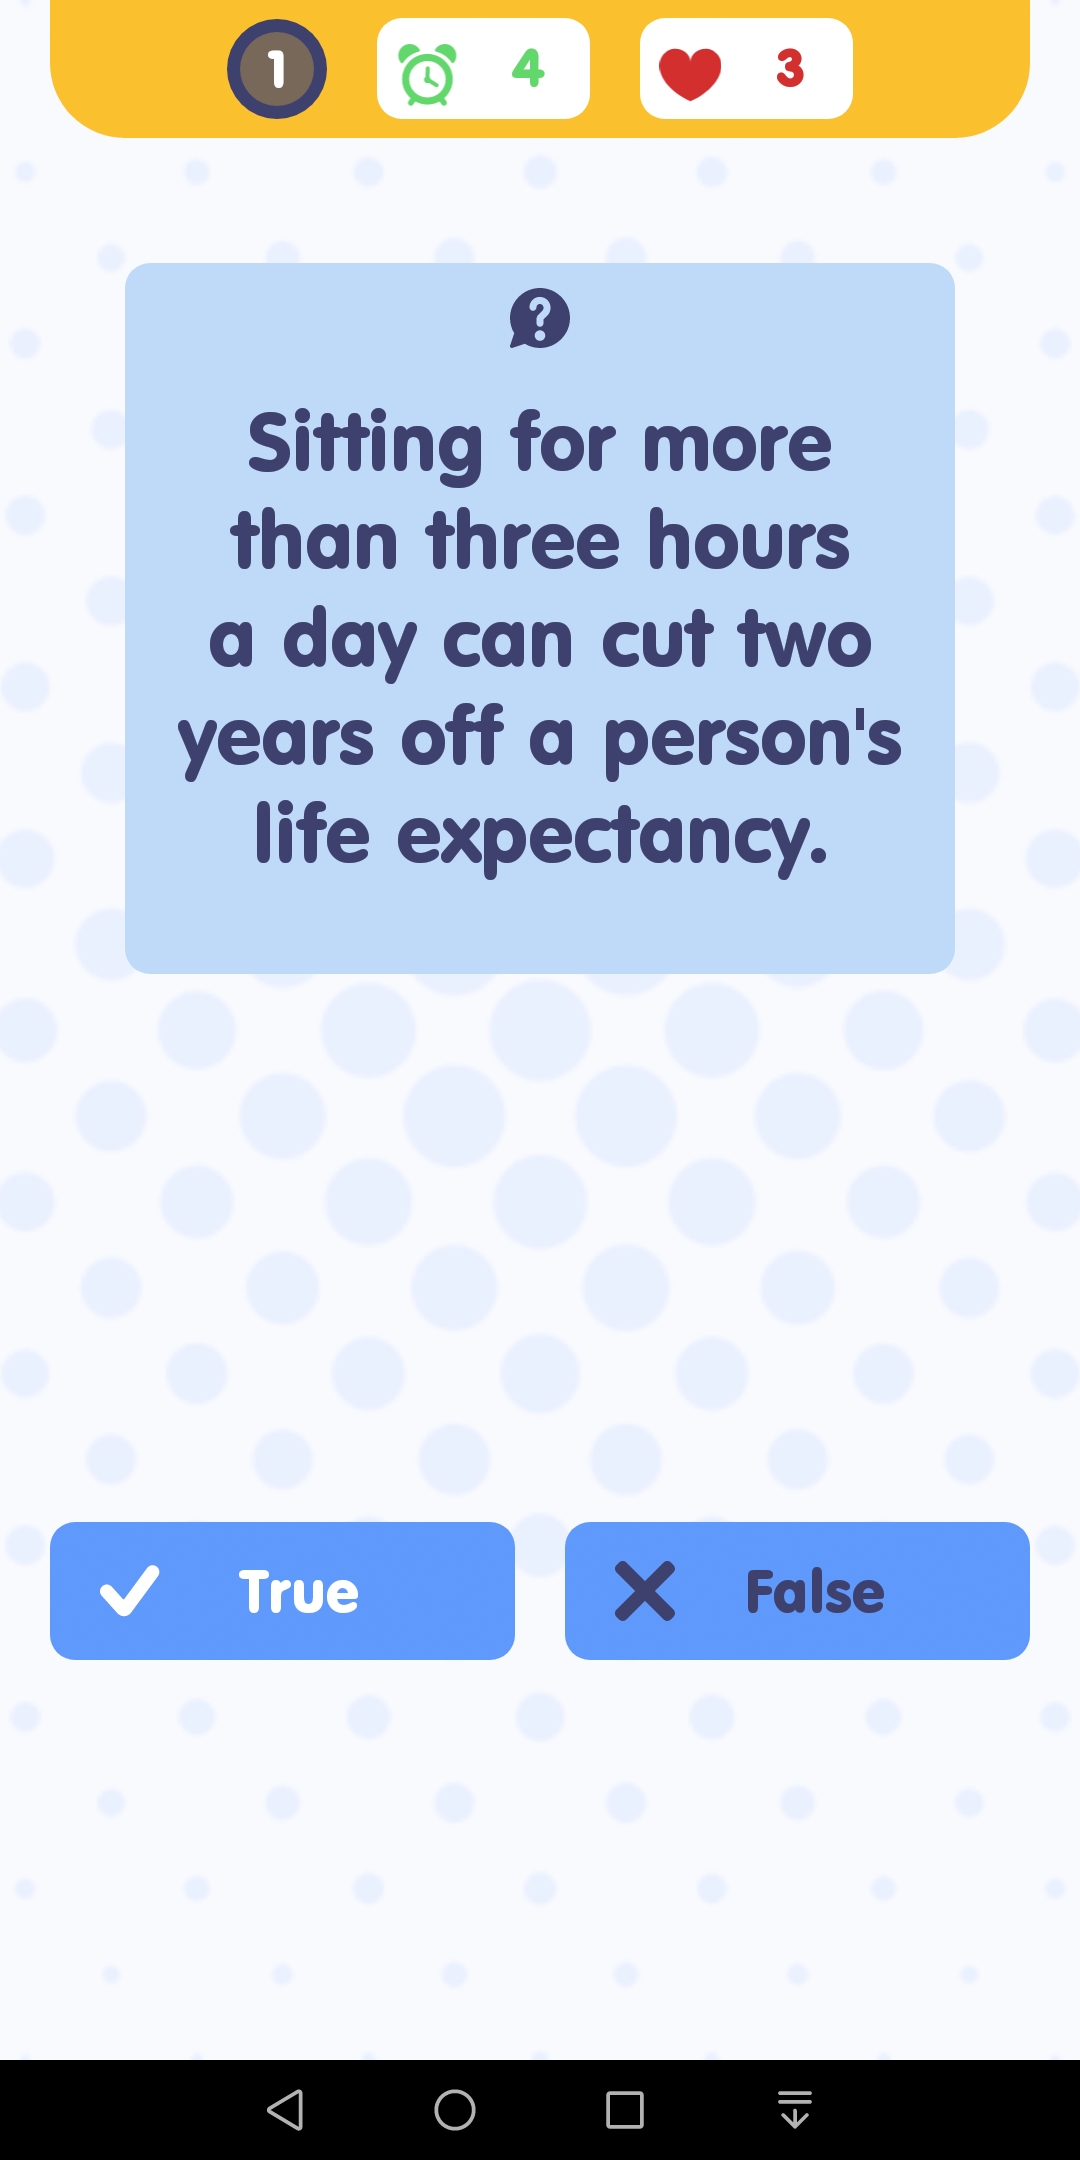 1 4 3
Sitting for more
than three hours
a day can cut two
years off a person's
life expectancy.
True False